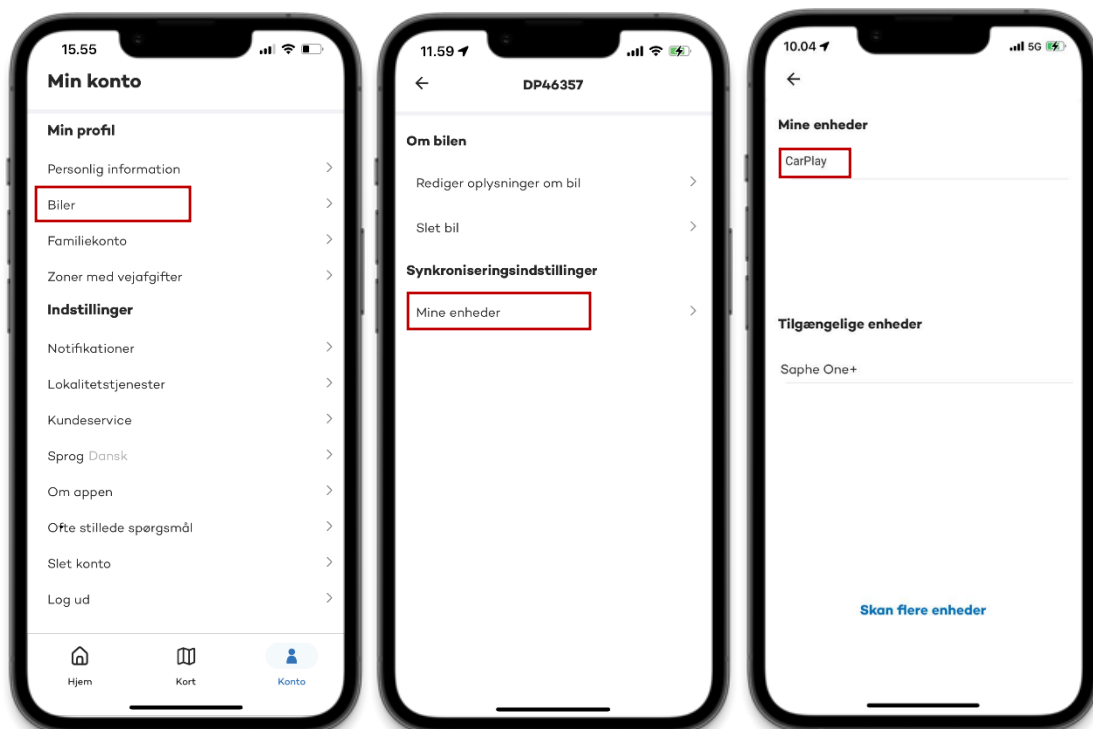 15.55
Min konto
Min profil
Personlig information
Biler
Familiekonto
Zoner med vejafgifter
Indstillinger
Notifikationer
Lokalitetstjenester
Kundeservice
Sprog Dansk
Om appen
Ofte stillede spørgsmål
Slet konto
Log ud
Hjem
Kort
Konto
11.59
DP46357
Om bilen
Rediger oplysninger om bil
Slet bil
Synkroniseringsindstillinger
Mine enheder
10.04
5G
Mine enheder
CarPlay
Tilgængelige enheder
Saphe One+
Skan flere enheder